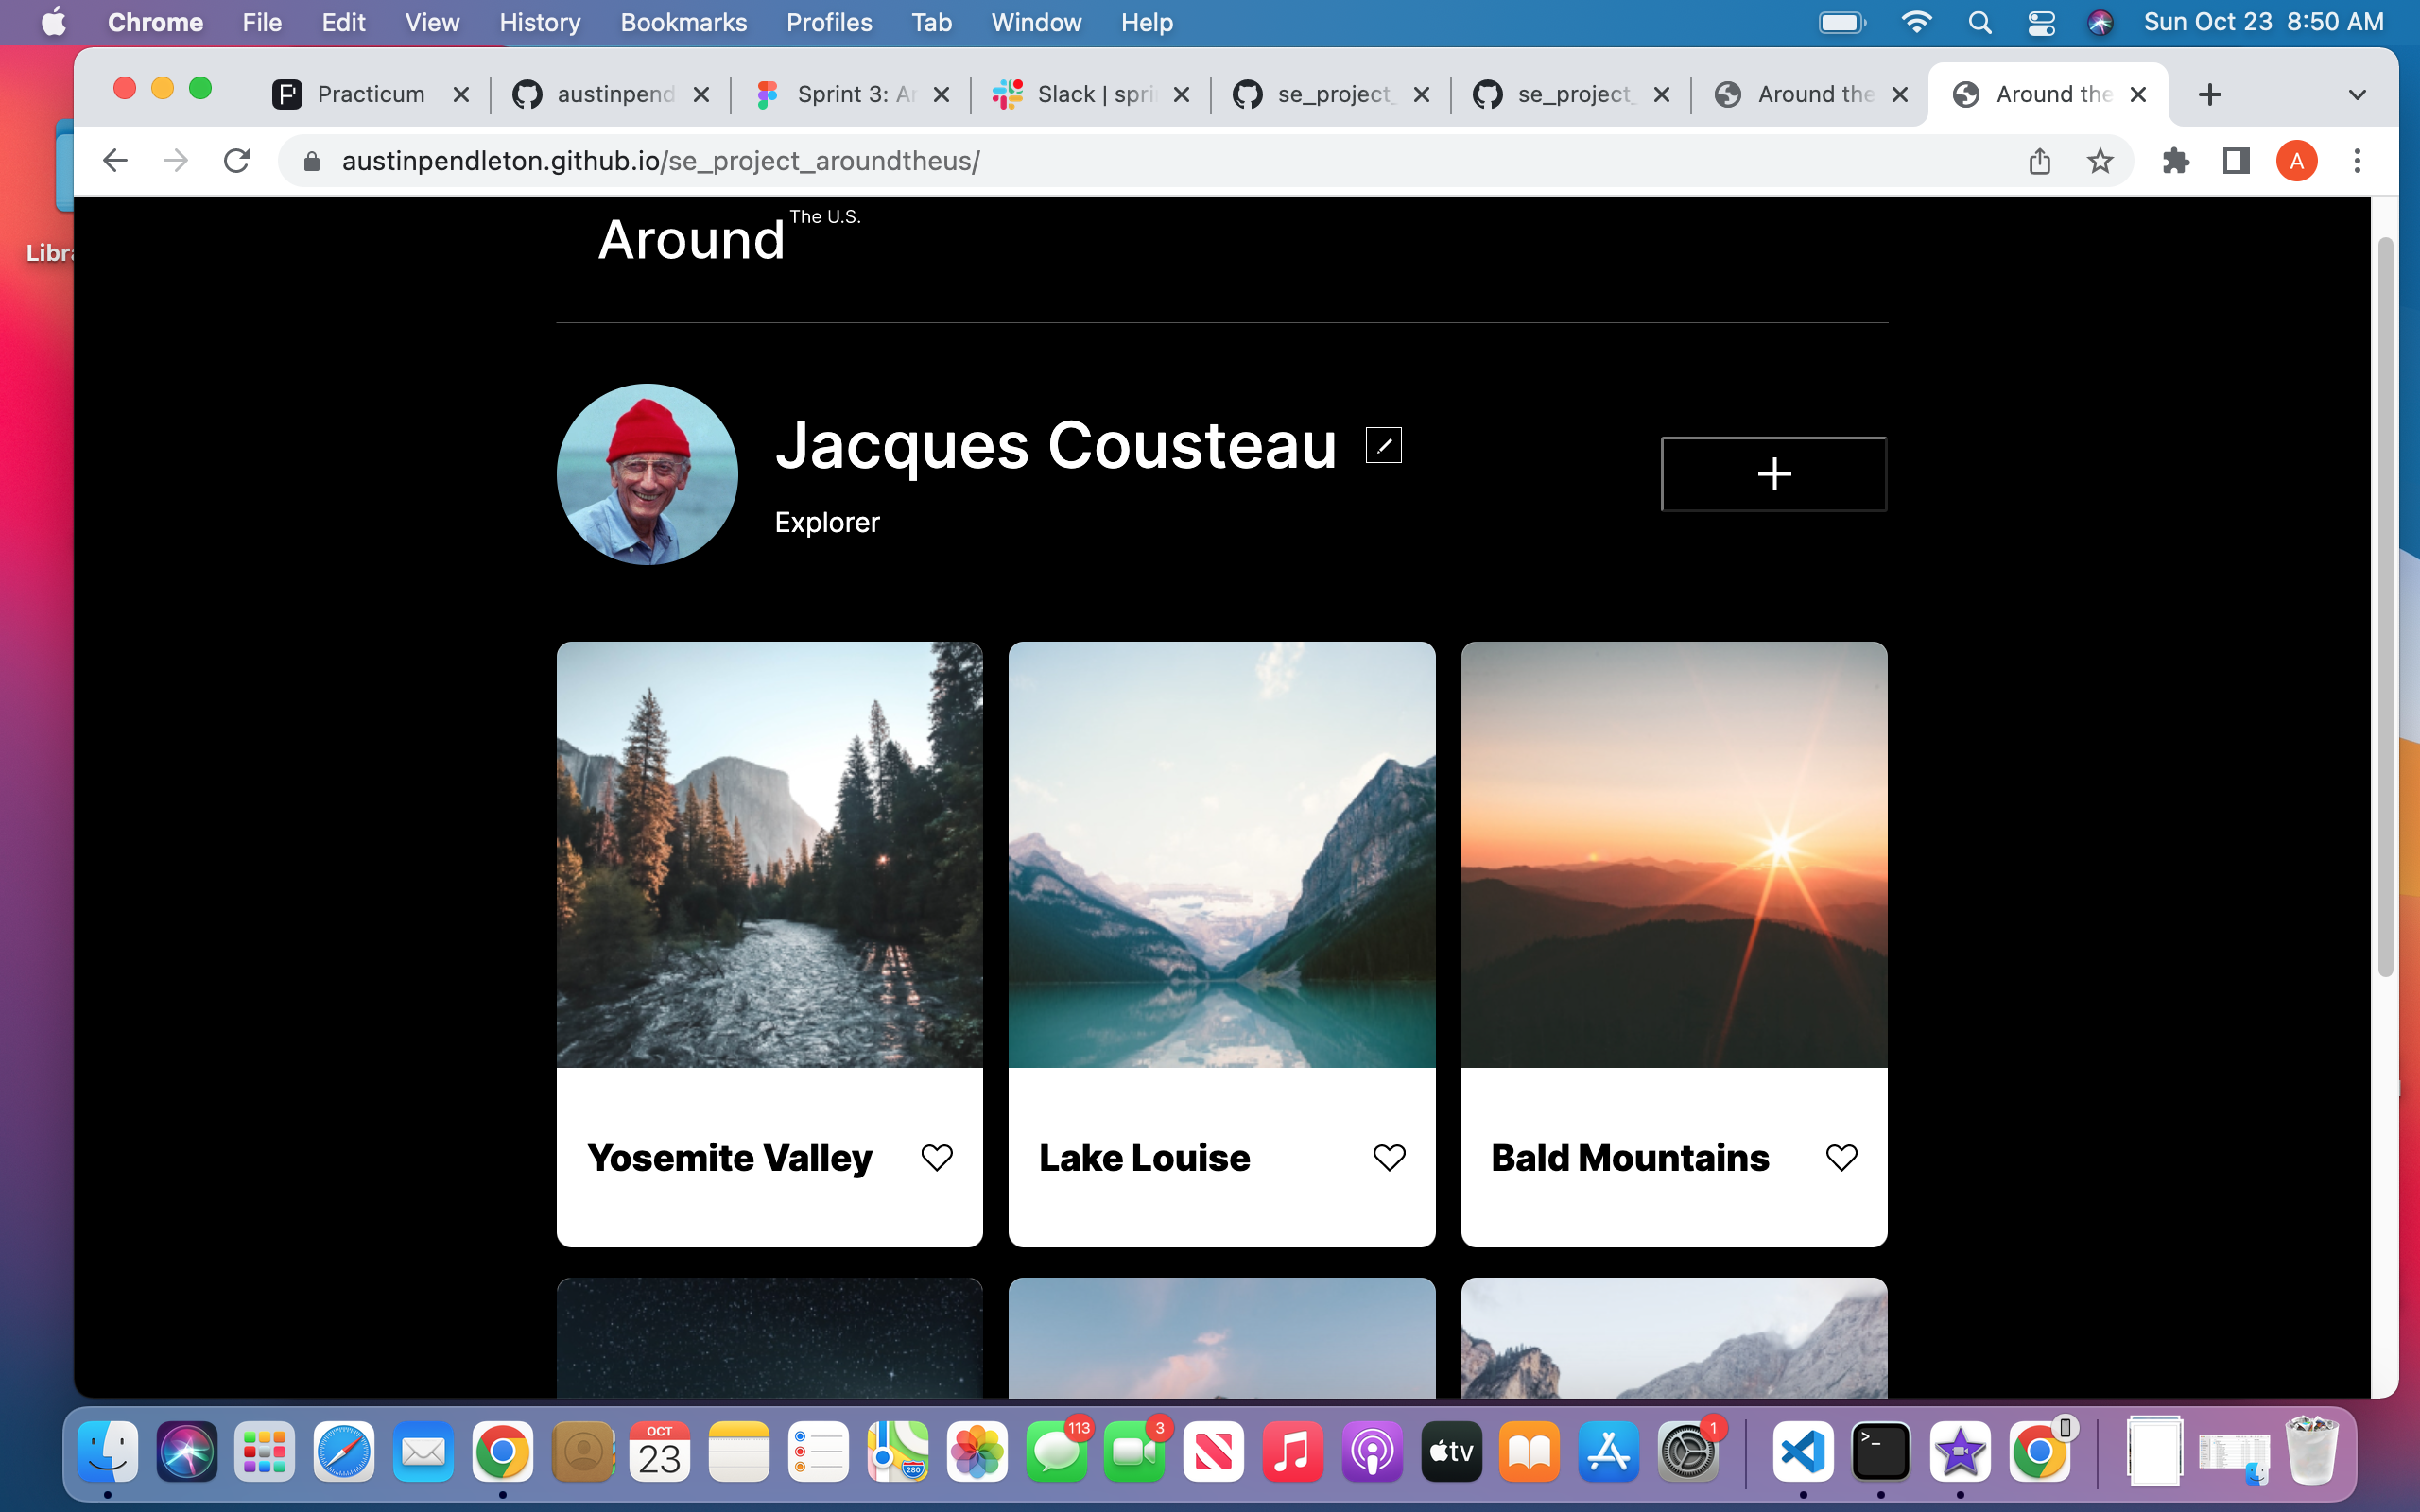 Chrome File Edit View History Bookmarks Profiles Tab Window Help Sun Oct 23 8:50 AM
Practicum austinpend Sprint 3: Ar Slack | spri se_project_ se_project_ Around the Around the
austinpendleton.github.io/se_project_aroundtheus/ A
Libra
Around The U.S.
Jacques Cousteau
Explorer
Yosemite Valley Lake Louise Bald Mountains
OCT 23 280 113 3 tv 1 >_